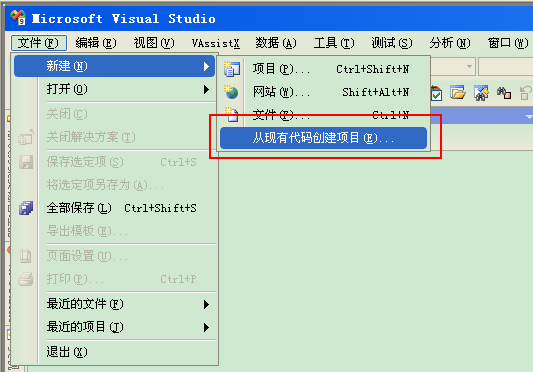 Microsoft Visual Studio
文件(F) 编辑(E) 视图(V) VAssistX 数据(A) 工具(T) 测试(S) 分析(N) 窗口(W)
新建(N)
打开(O)
关闭(C)
关闭解决方案(T)
保存选定项(S) Ctrl+S
将选定项另存为(A)...
全部保存(L) Ctrl+Shift+S
导出模板(E)...
页面设置(U)...
打印(P)... Ctrl+P
最近的文件(F)
最近的项目(J)
退出(X)
项目(P)... Ctrl+Shift+N
网站(W)... Shift+Alt+N
文件(F)... Ctrl+N
从现有代码创建项目(E)...